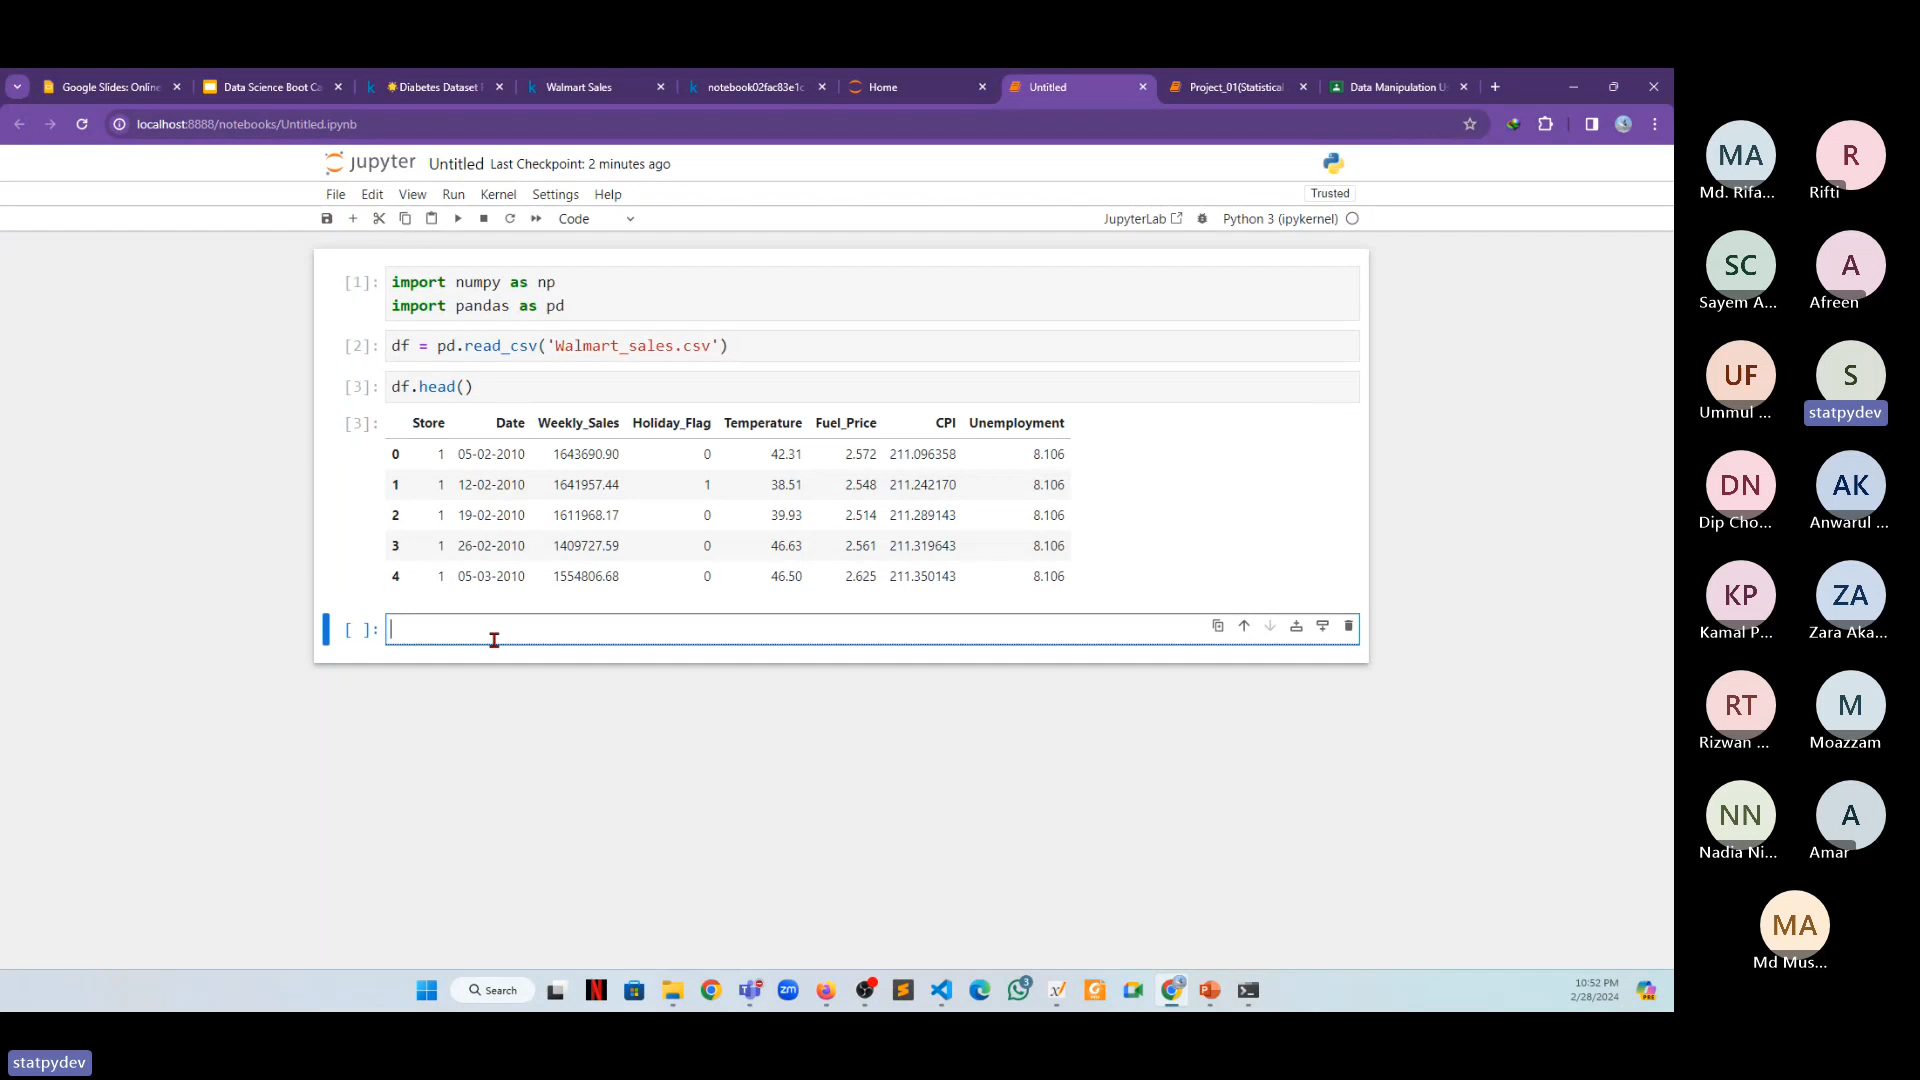 Google Slides: Online
Data Science Boot Ca
Diabetes Dataset
Walmart Sales
notebook02fac83e1c
Home
Untitled
Project_01(Statistical
Data Manipulation U
localhost:8888/notebooks/Untitled.ipynb
jupyter Untitled Last Checkpoint: 2 minutes ago
File Edit View Run Kernel Settings Help
Trusted
Code
JupyterLab
Python 3 (ipykernel)
[1]: import numpy as np
import pandas as pd
[2]: df = pd.read_csv('Walmart_sales.csv')
[3]: df.head()
[3]: Store Date Weekly_Sales Holiday_Flag Temperature Fuel_Price CPI Unemployment
0 1 05-02-2010 1643690.90 0 42.31 2.572 211.096358 8.106
1 1 12-02-2010 1641957.44 1 38.51 2.548 211.242170 8.106
2 1 19-02-2010 1611968.17 0 39.93 2.514 211.289143 8.106
3 1 26-02-2010 1409727.59 0 46.63 2.561 211.319643 8.106
4 1 05-03-2010 1554806.68 0 46.50 2.625 211.350143 8.106
[ ]:
Search
10:52 PM
2/28/2024
MA
Md. Rifa...
R
Rifti
SC
Sayem A...
A
Afreen
UF
Ummul ...
S
statpydev
DN
Dip Cho...
AK
Anwarul ...
KP
Kamal P...
ZA
Zara Aka...
RT
Rizwan ...
M
Moazzam
NN
Nadia Ni...
A
Amar
MA
Md Mus...
statpydev